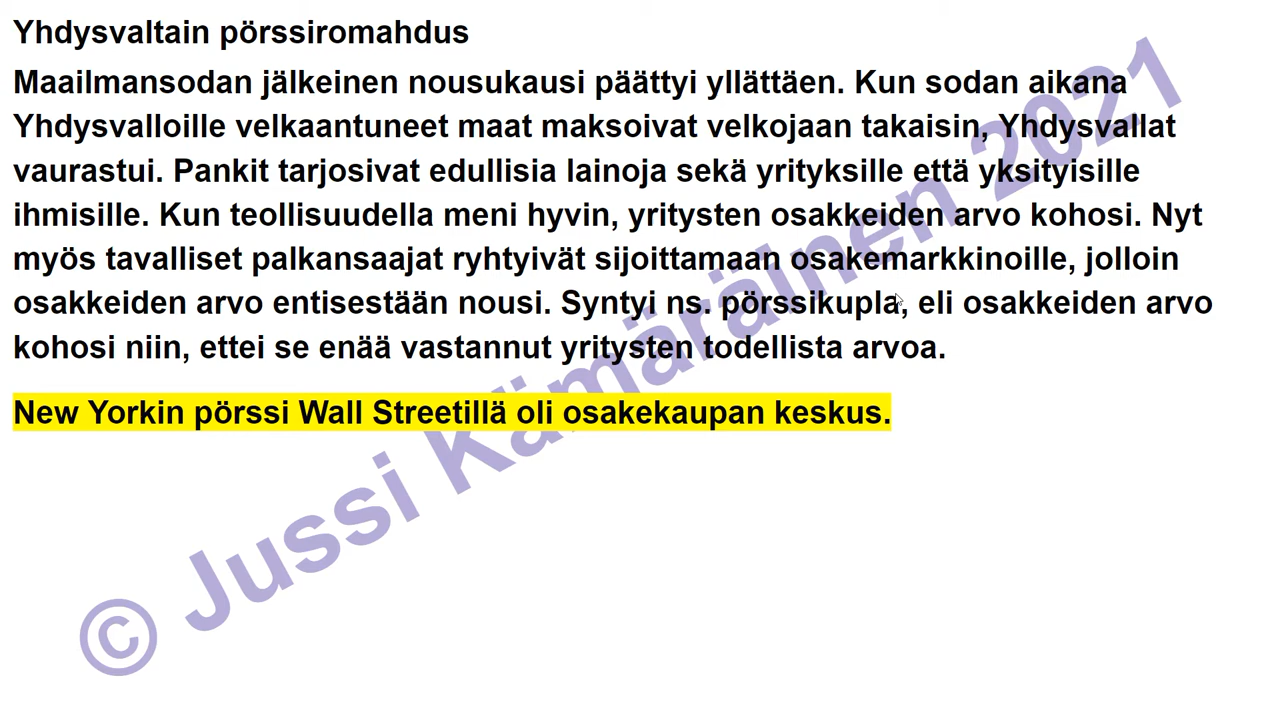 Yhdysvaltain pörssiromahdus
Maailmansodan jälkeinen nousukausi päättyi yllättäen. Kun sodan aikana
Yhdysvalloille velkaantuneet maat maksoivat velkojaan takaisin, Yhdysvallat
vaurastui. Pankit tarjosivat edullisia lainoja sekä yrityksille että yksityisille
ihmisille. Kun teollisuudella meni hyvin, yritysten osakkeiden arvo kohosi. Nyt
myös tavalliset palkansaajat ryhtyivät sijoittamaan osakemarkkinoille, jolloin
osakkeiden arvo entisestään nousi. Syntyi ns. pörssikupla, eli osakkeiden arvo
kohosi niin, ettei se enää vastannut yritysten todellista arvoa.
New Yorkin pörssi Wall Streetillä oli osakekaupan keskus.
© Jussi Kämäräinen 2021